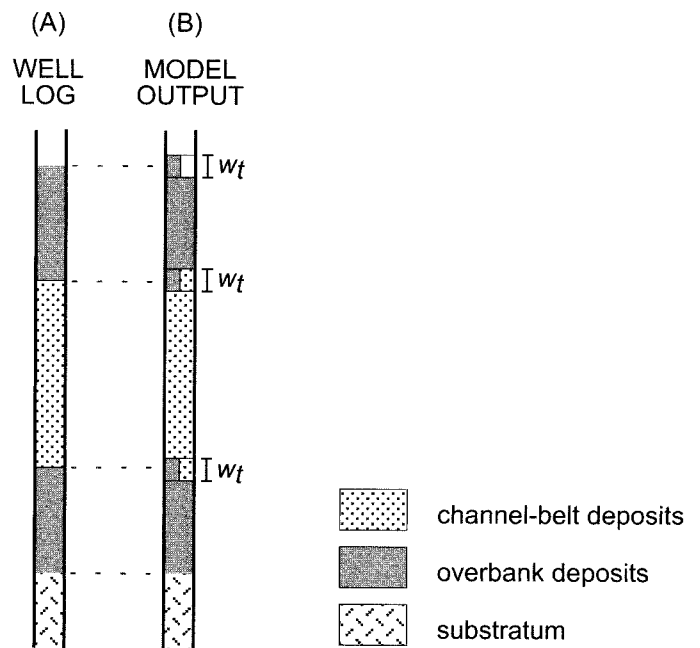 (A)
WELL
LOG
(B)
MODEL
OUTPUT
wt
wt
wt
channel-belt deposits
overbank deposits
substratum